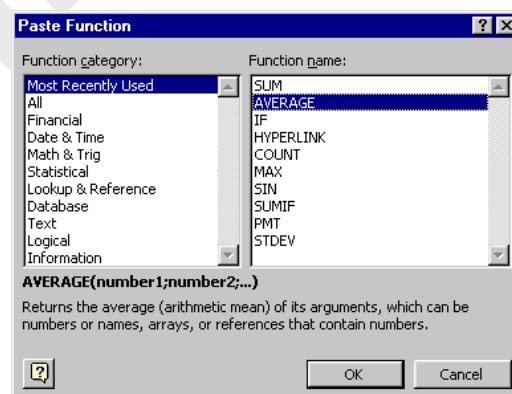 Paste Function
Function category:
Most Recently Used
All
Financial
Date & Time
Math & Trig
Statistical
Lookup & Reference
Database
Text
Logical
Information
Function name:
SUM
AVERAGE
IF
HYPERLINK
COUNT
MAX
SIN
SUMIF
PMT
STDEV
AVERAGE(number1;number2;...)
Returns the average (arithmetic mean) of its arguments, which can be
numbers or names, arrays, or references that contain numbers.
OK
Cancel